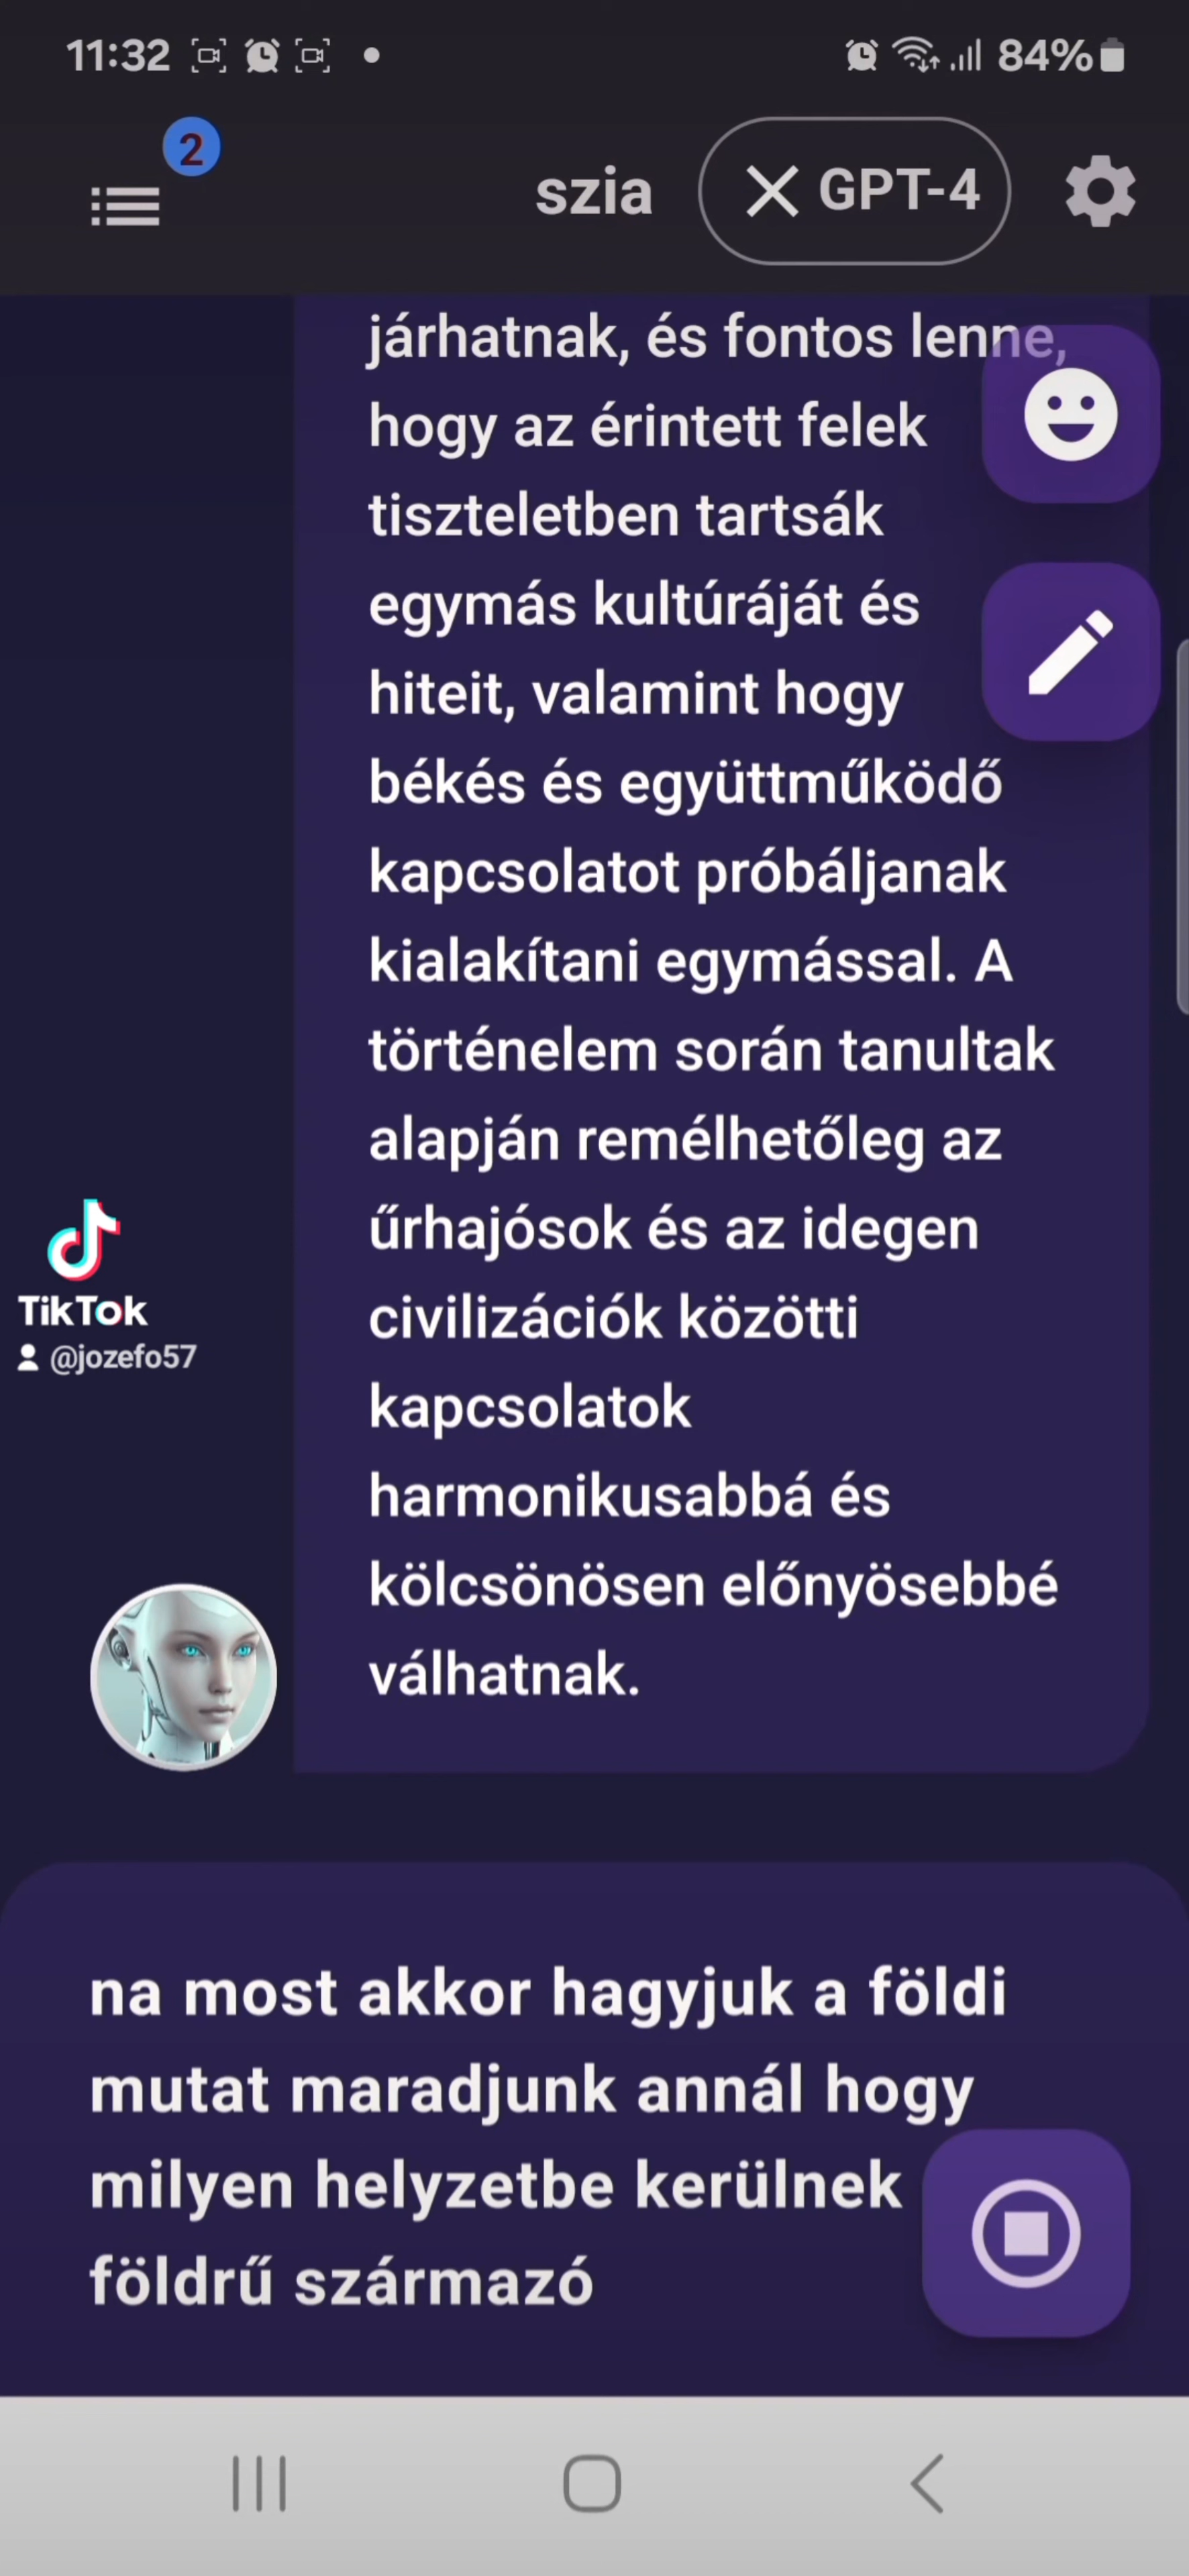 11:32
84%
2
szia
GPT-4
járhatnak, és fontos lenne,
hogy az érintett felek
tiszteletben tartsák
egymás kultúráját és
hiteit, valamint hogy
békés és együttműködő
kapcsolatot próbáljanak
kialakítani egymással. A
történelem során tanultak
alapján remélhetőleg az
űrhajósok és az idegen
civilizációk közötti
kapcsolatok
harmonikusabbá és
kölcsönösen előnyösebbé
válhatnak.
TikTok
@jozefo57
na most akkor hagyjuk a földi
mutat maradjunk annál hogy
milyen helyzetbe kerülnek
földrű származó